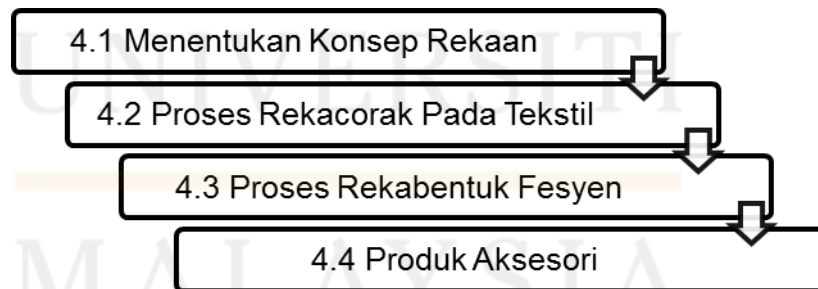 UNIVERSITI
4.1 Menentukan Konsep Rekaan
4.2 Proses Rekacorak Pada Tekstil
4.3 Proses Rekabentuk Fesyen
MALAYSIA
4.4 Produk Aksesori